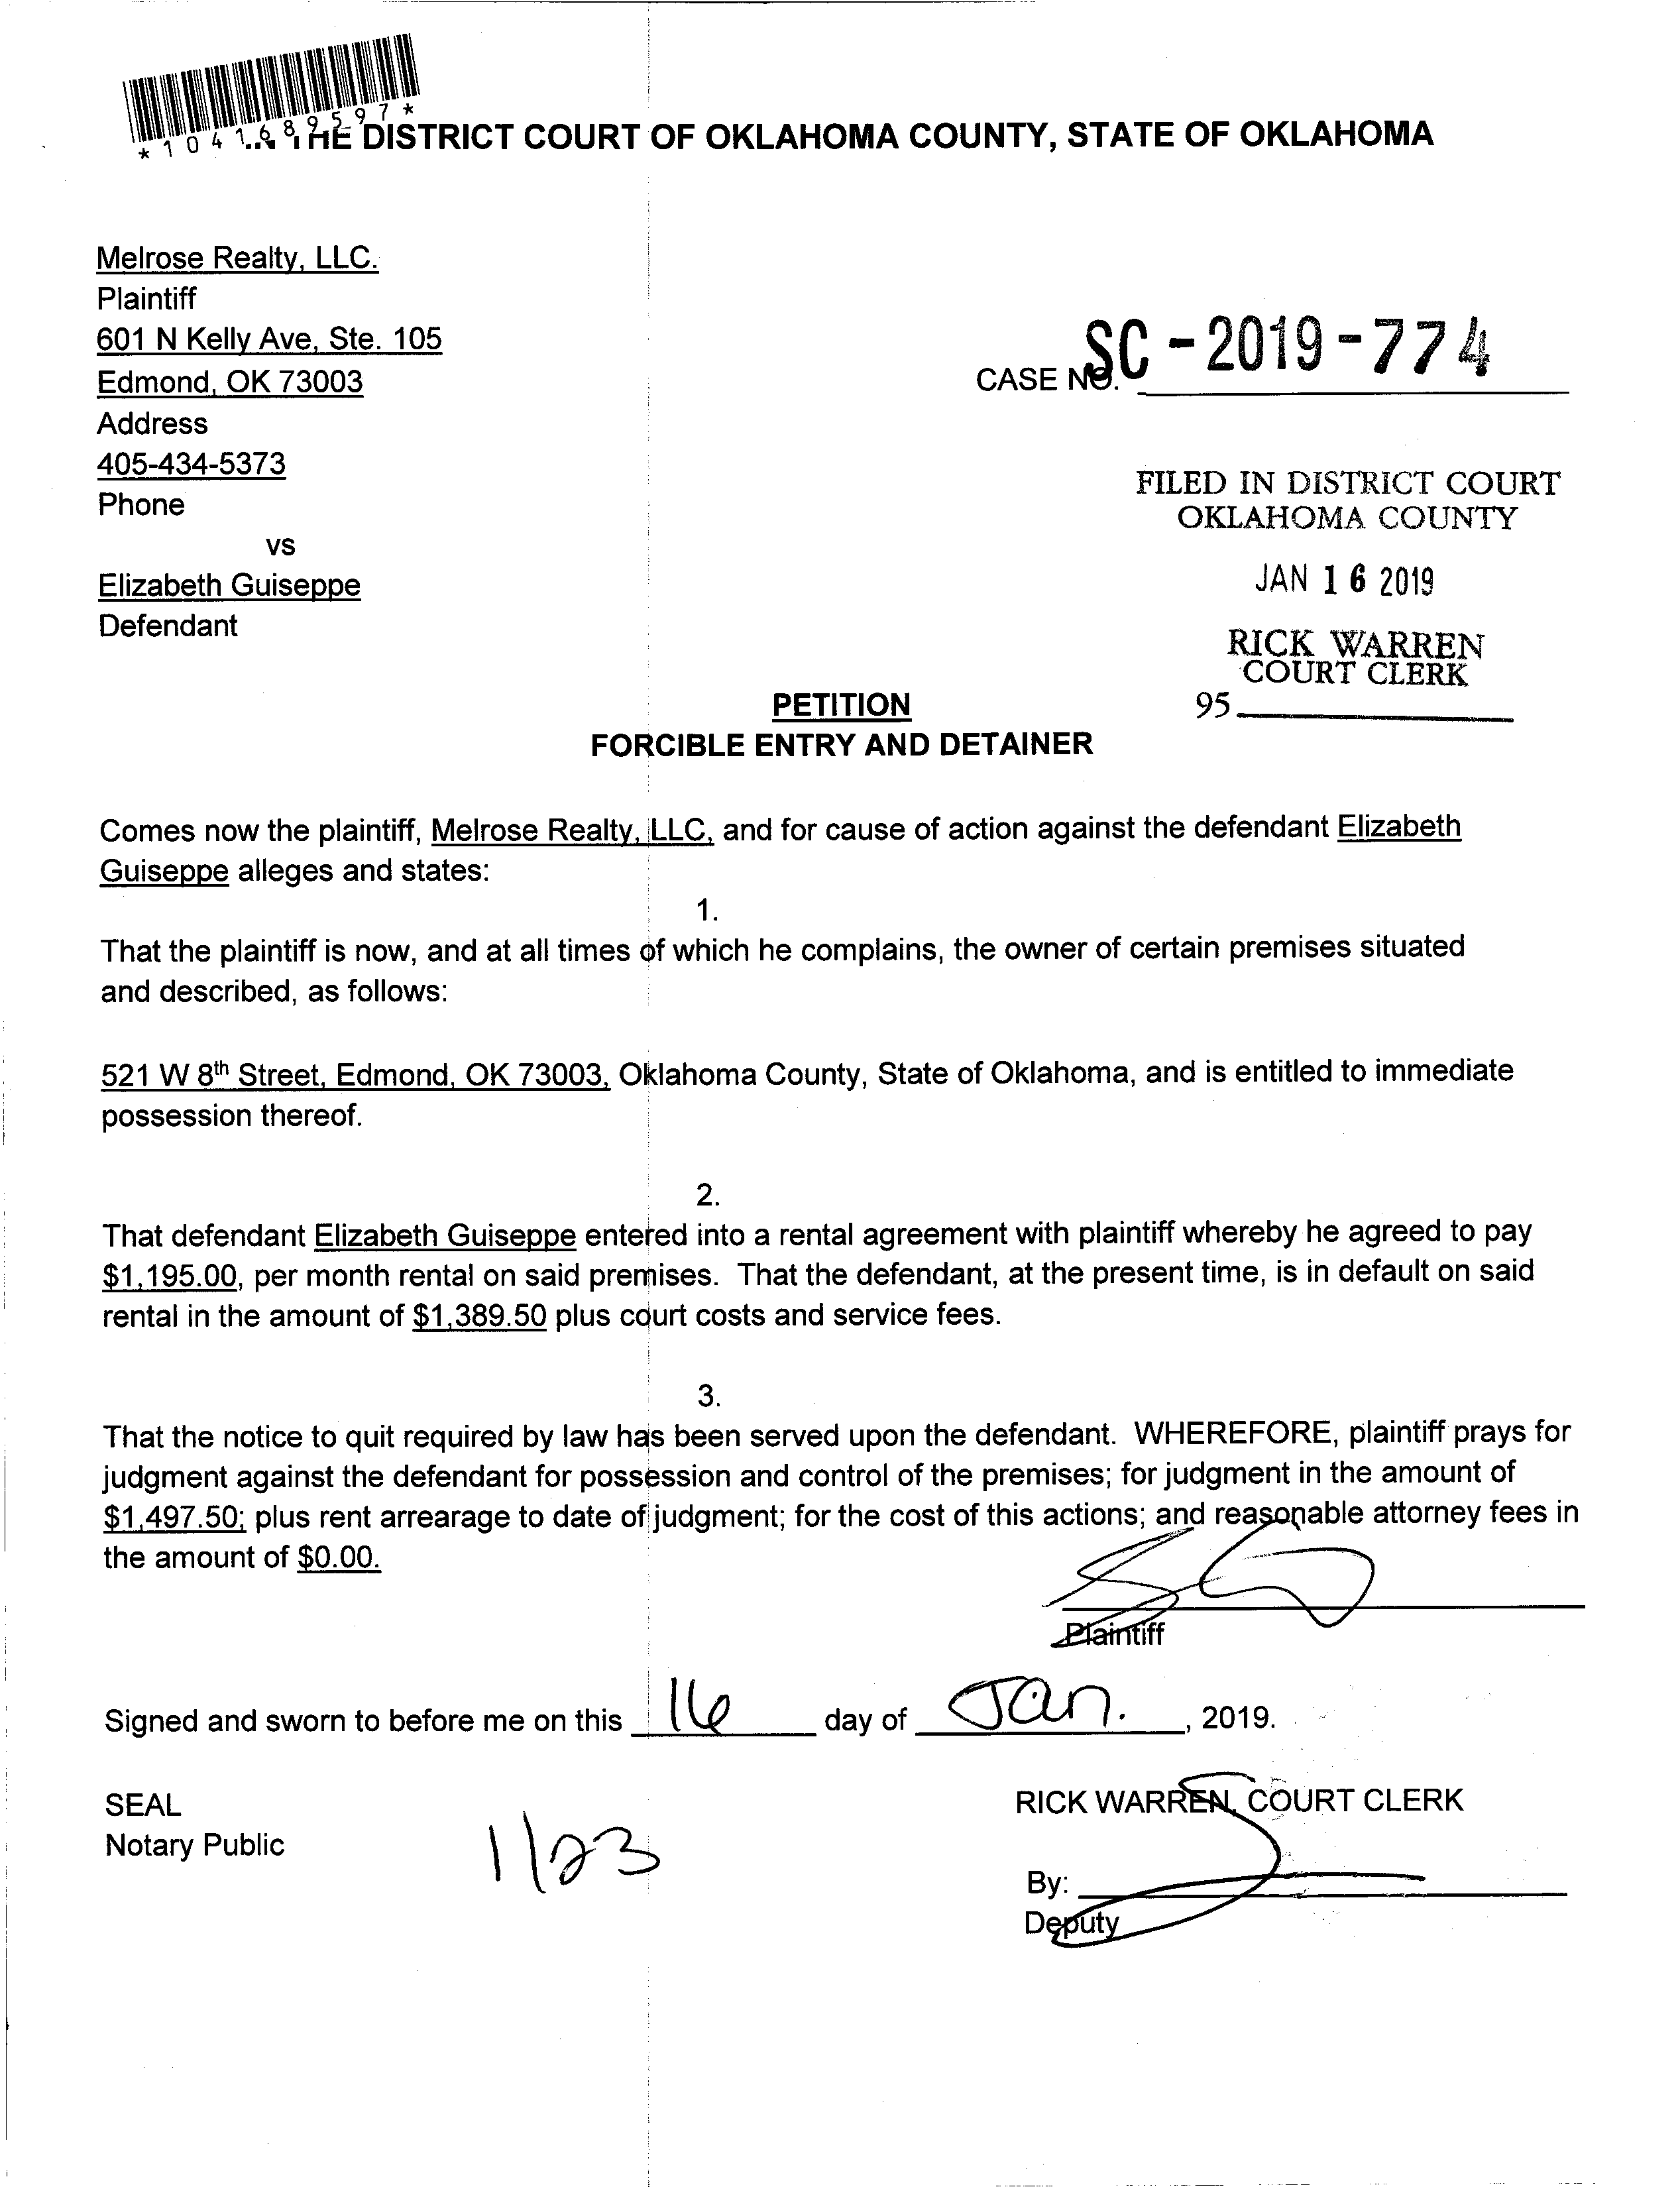 *1041689597*
THE DISTRICT COURT OF OKLAHOMA COUNTY, STATE OF OKLAHOMA
Melrose Realty, LLC.
Plaintiff
601 N Kelly Ave, Ste. 105
Edmond, OK 73003
Address
405-434-5373
Phone
vs
Elizabeth Guiseppe
Defendant
CASE NO. SC-2019-774
FILED IN DISTRICT COURT
OKLAHOMA COUNTY
JAN 16 2019
RICK WARREN
COURT CLERK
95
PETITION
FORCIBLE ENTRY AND DETAINER
Comes now the plaintiff, Melrose Realty, LLC, and for cause of action against the defendant Elizabeth
Guiseppe alleges and states:
1.
That the plaintiff is now, and at all times of which he complains, the owner of certain premises situated
and described, as follows:
521 W 8th Street, Edmond, OK 73003, Oklahoma County, State of Oklahoma, and is entitled to immediate
possession thereof.
2.
That defendant Elizabeth Guiseppe entered into a rental agreement with plaintiff whereby he agreed to pay
$1,195.00, per month rental on said premises. That the defendant, at the present time, is in default on said
rental in the amount of $1,389.50 plus court costs and service fees.
3.
That the notice to quit required by law has been served upon the defendant. WHEREFORE, plaintiff prays for
judgment against the defendant for possession and control of the premises; for judgment in the amount of
$1,497.50; plus rent arrearage to date of judgment; for the cost of this actions; and reasonable attorney fees in
the amount of $0.00.
Plaintiff
Signed and sworn to before me on this 16 day of Jan., 2019.
SEAL
Notary Public
1/23
RICK WARREN, COURT CLERK
By:
Deputy